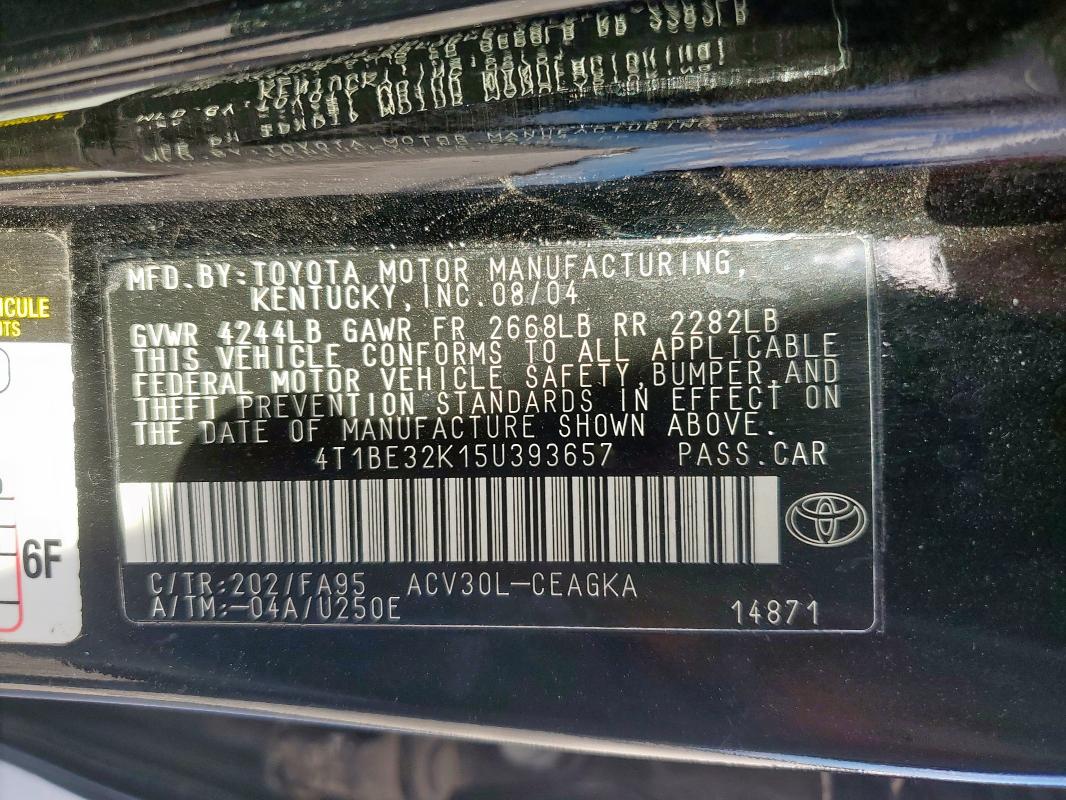 MFD.BY:TOYOTA MOTOR MANUFACTURING,
KENTUCKY, INC.08/04
GVWR 4244LB GAWR FR 2668LB RR 2282LB
THIS VEHICLE CONFORMS TO ALL APPLICABLE
FEDERAL MOTOR VEHICLE SAFETY,BUMPER,AND
THEFT PREVENTION STANDARDS IN EFFECT ON
THE DATE OF MANUFACTURE SHOWN ABOVE.
4T1BE32K15U393657 PASS.CAR
C/TR:202/FA95 ACV30L-CEAGKA
A/TM:-04A/U250E 14871
6F